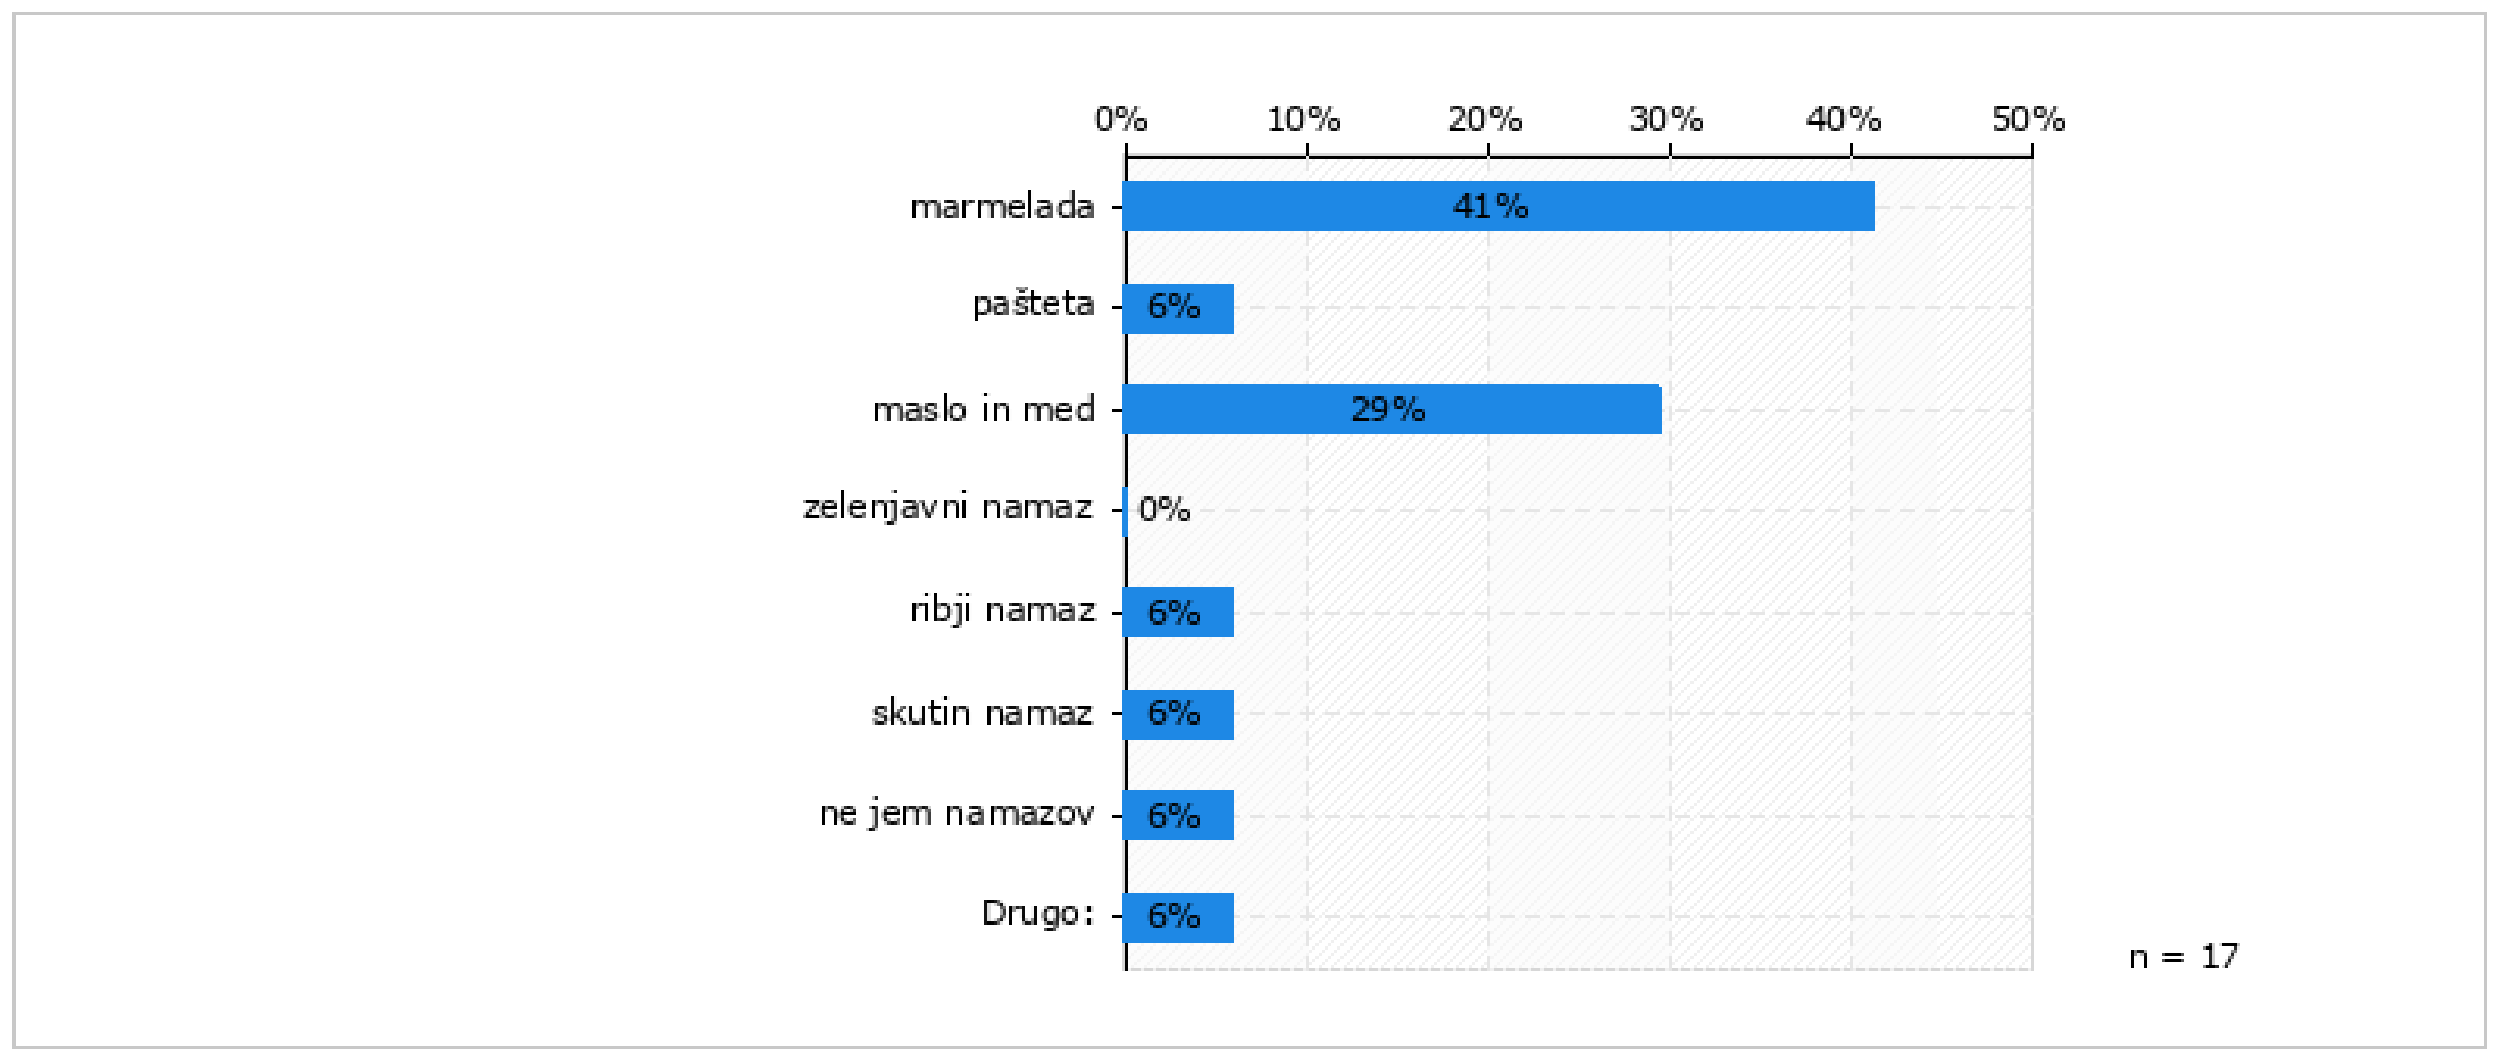 0% 10% 20% 30% 40% 50%
marmelada 41%
pašteta 6%
maslo in med 29%
zelenjavni namaz 0%
ribji namaz 6%
skutin namaz 6%
ne jem namazov 6%
Drugo: 6%
n = 17